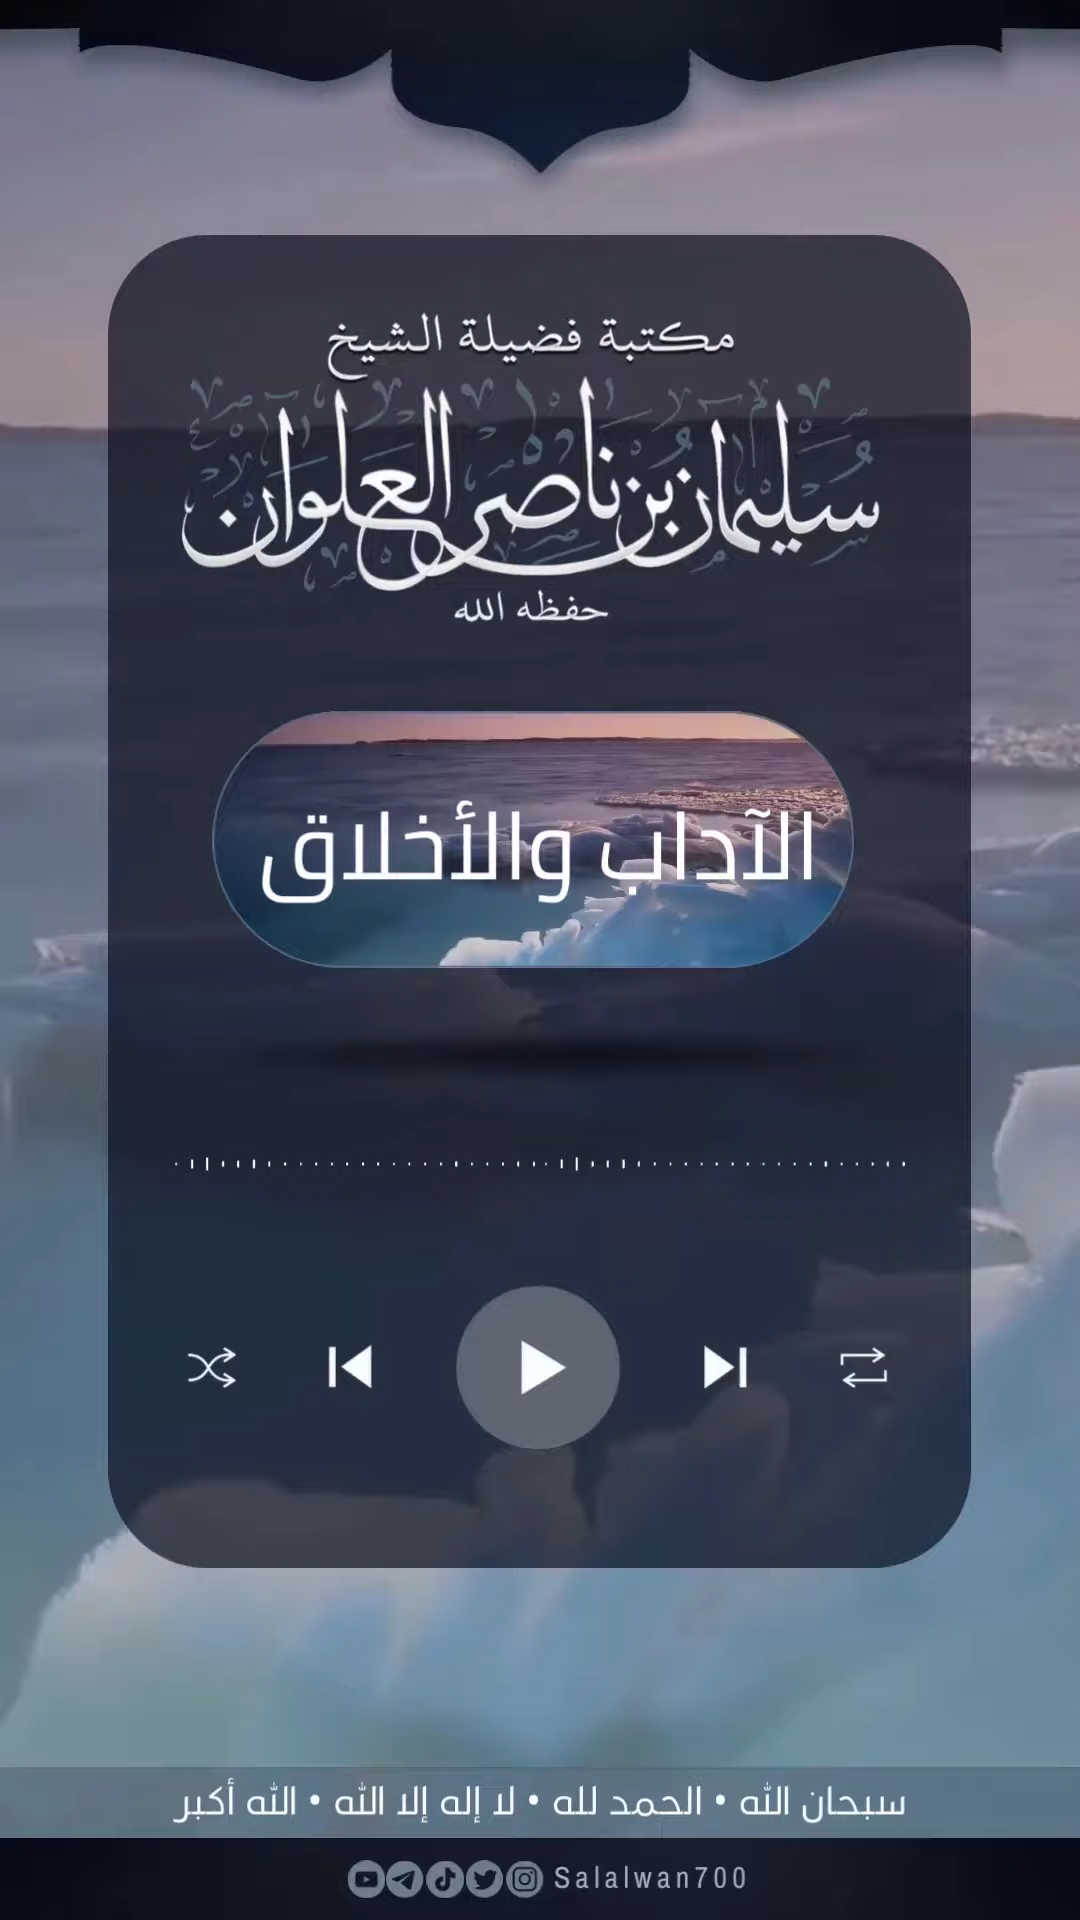 مكتبة فضيلة الشيخ
سليمان بن ناصر العلوان
حفظه الله
الآداب والأخلاق
سبحان الله • الحمد لله • لا إله إلا الله • الله أكبر
Salalwan700